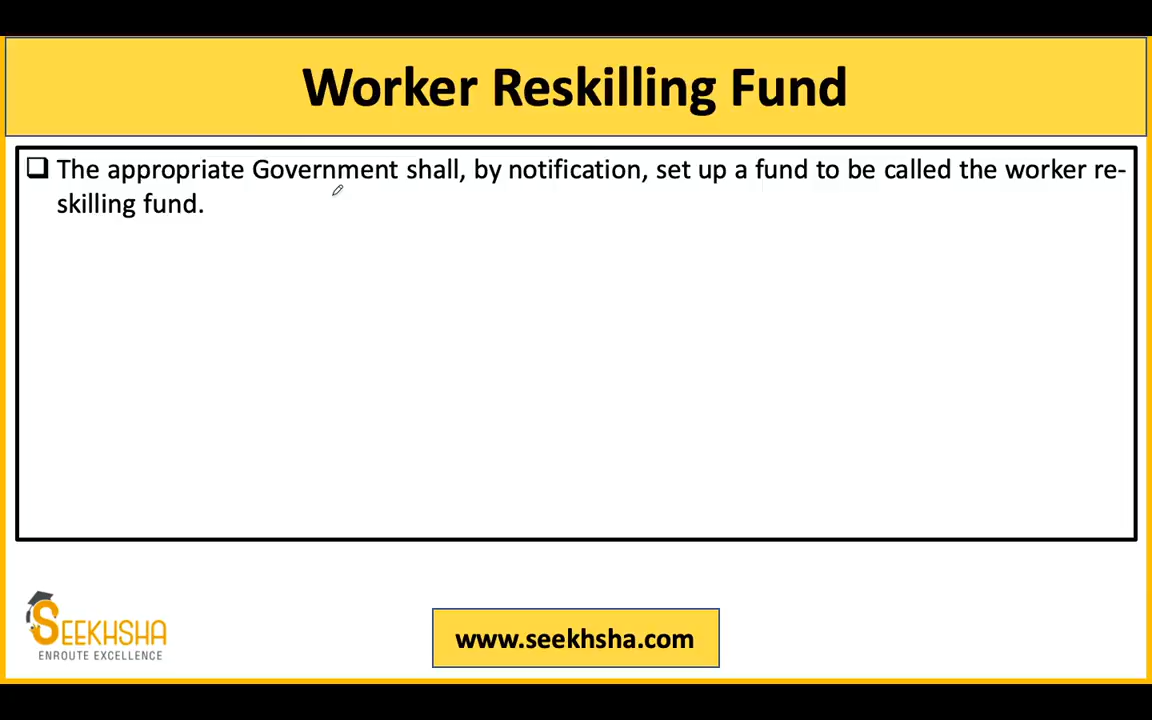 Worker Reskilling Fund
The appropriate Government shall, by notification, set up a fund to be called the worker re-
skilling fund.
SEEKHSHA
ENROUTE EXCELLENCE
www.seekhsha.com